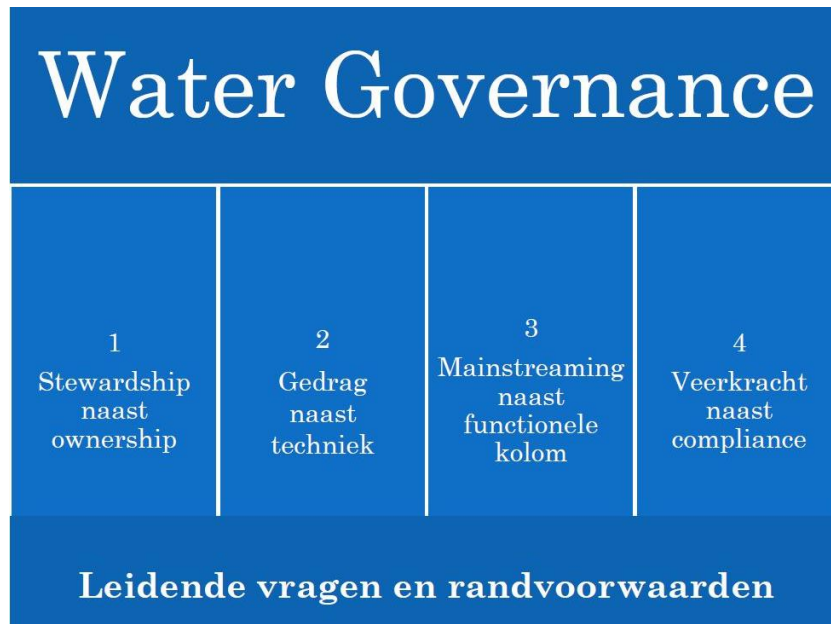 Water Governance
1
Stewardship
naast
ownership
2
Gedrag
naast
techniek
3
Mainstreaming
naast
functionele
kolom
4
Veerkracht
naast
compliance
Leidende vragen en randvoorwaarden